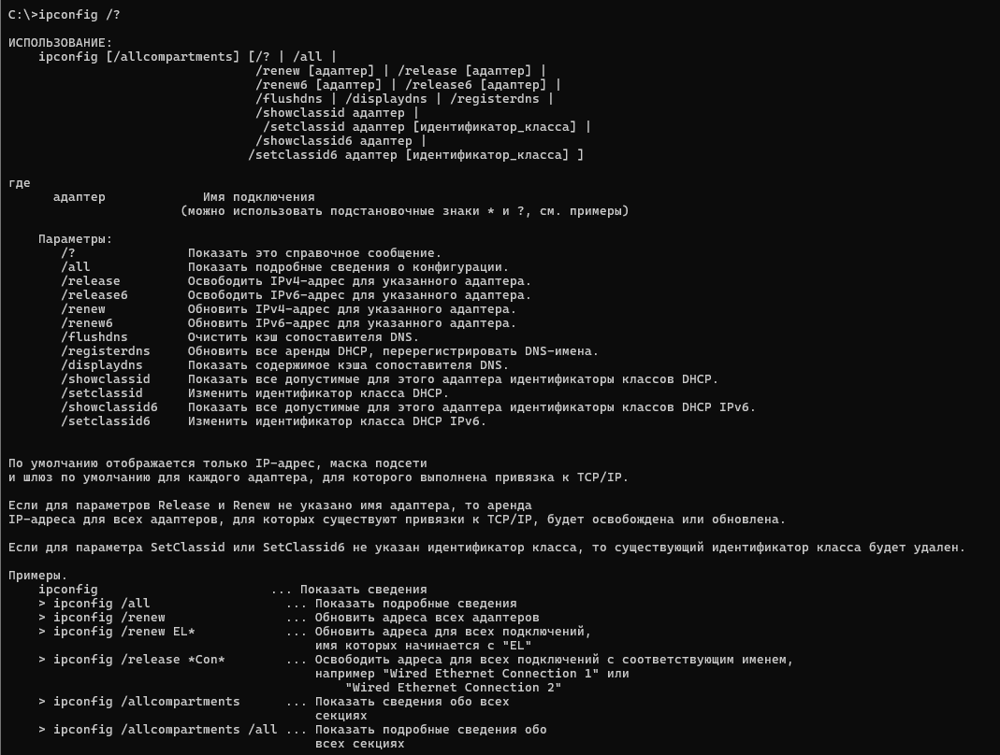 C:\>ipconfig /?

ИСПОЛЬЗОВАНИЕ:
    ipconfig [/allcompartments] [/? | /all |
                                 /renew [адаптер] | /release [адаптер] |
                                 /renew6 [адаптер] | /release6 [адаптер] |
                                 /flushdns | /displaydns | /registerdns |
                                 /showclassid адаптер |
                                  /setclassid адаптер [идентификатор_класса] |
                                 /showclassid6 адаптер |
                                /setclassid6 адаптер [идентификатор_класса] ]

где
      адаптер             Имя подключения
                       (можно использовать подстановочные знаки * и ?, см. примеры)

    Параметры:
       /?               Показать это справочное сообщение.
       /all             Показать подробные сведения о конфигурации.
       /release         Освободить IPv4-адрес для указанного адаптера.
       /release6        Освободить IPv6-адрес для указанного адаптера.
       /renew           Обновить IPv4-адрес для указанного адаптера.
       /renew6          Обновить IPv6-адрес для указанного адаптера.
       /flushdns        Очистить кэш сопоставителя DNS.
       /registerdns     Обновить все аренды DHCP, перерегистрировать DNS-имена.
       /displaydns      Показать содержимое кэша сопоставителя DNS.
       /showclassid     Показать все допустимые для этого адаптера идентификаторы классов DHCP.
       /setclassid      Изменить идентификатор класса DHCP.
       /showclassid6    Показать все допустимые для этого адаптера идентификаторы классов DHCP IPv6.
       /setclassid6     Изменить идентификатор класса DHCP IPv6.


По умолчанию отображается только IP-адрес, маска подсети
и шлюз по умолчанию для каждого адаптера, для которого выполнена привязка к TCP/IP.

Если для параметров Release и Renew не указано имя адаптера, то аренда
IP-адреса для всех адаптеров, для которых существуют привязки к TCP/IP, будет освобождена или обновлена.

Если для параметра SetClassid или SetClassid6 не указан идентификатор класса, то существующий идентификатор класса будет удален.

Примеры.
    ipconfig                       ... Показать сведения
    > ipconfig /all                  ... Показать подробные сведения
    > ipconfig /renew                ... Обновить адреса всех адаптеров
    > ipconfig /renew EL*            ... Обновить адреса для всех подключений,
                                         имя которых начинается с "EL"
    > ipconfig /release *Con*        ... Освободить адреса для всех подключений с соответствующим именем,
                                         например "Wired Ethernet Connection 1" или
                                             "Wired Ethernet Connection 2"
    > ipconfig /allcompartments      ... Показать сведения обо всех
                                         секциях
    > ipconfig /allcompartments /all ... Показать подробные сведения обо
                                         всех секциях